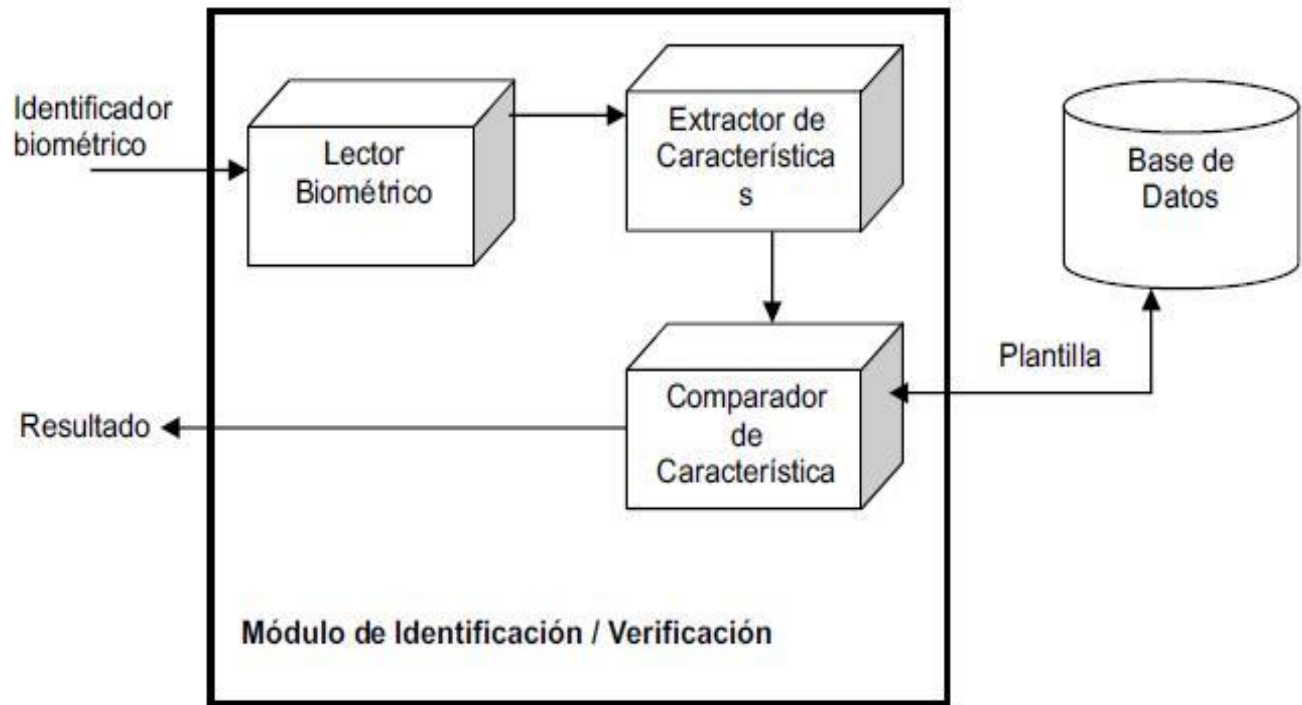 Identificador
biométrico
Lector
Biométrico
Extractor de
Característica
s
Base de
Datos
Plantilla
Comparador
de
Característica
Resultado
Módulo de Identificación / Verificación